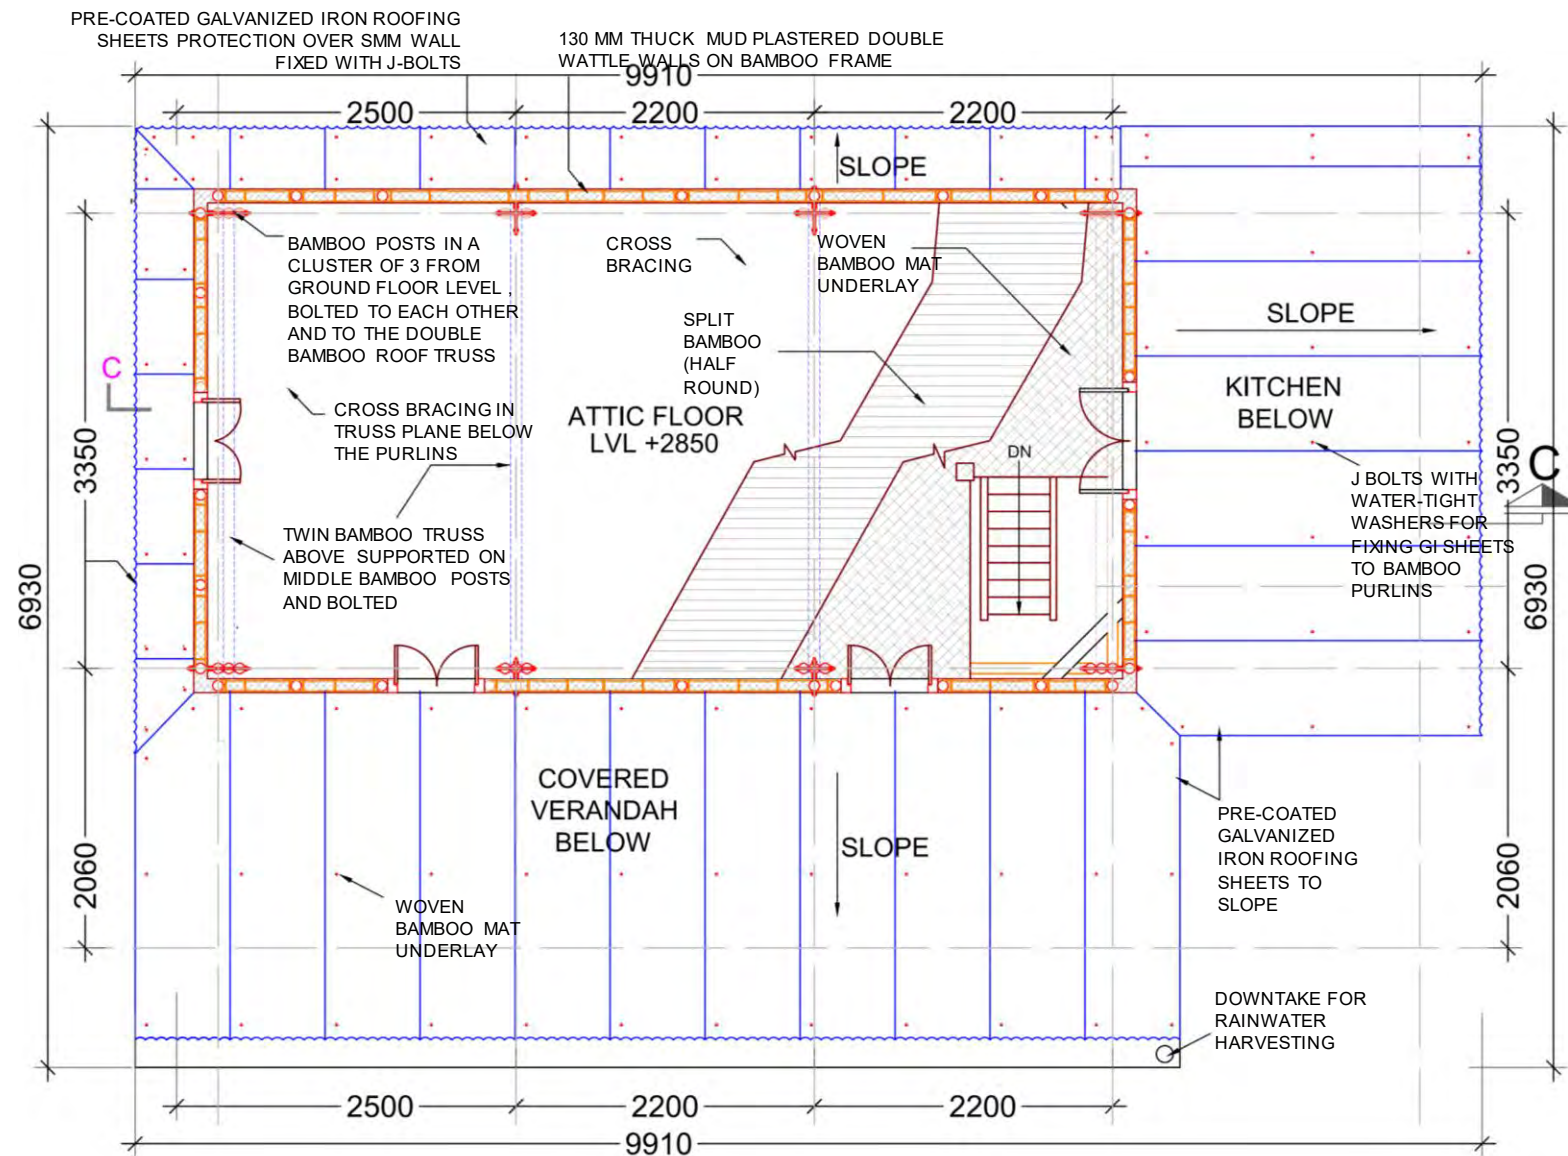 PRE-COATED GALVANIZED IRON ROOFING
SHEETS PROTECTION OVER SMM WALL
FIXED WITH J-BOLTS
130 MM THUCK MUD PLASTERED DOUBLE
WATTLE WALLS ON BAMBOO FRAME
9910
2500
2200
2200
SLOPE
BAMBOO POSTS IN A
CLUSTER OF 3 FROM
GROUND FLOOR LEVEL ,
BOLTED TO EACH OTHER
AND TO THE DOUBLE
BAMBOO ROOF TRUSS
CROSS
BRACING
WOVEN
BAMBOO MAT
UNDERLAY
SPLIT
BAMBOO
(HALF
ROUND)
SLOPE
C
CROSS BRACING IN
TRUSS PLANE BELOW
THE PURLINS
ATTIC FLOOR
LVL +2850
KITCHEN
BELOW
DN
3350
3350
C
J BOLTS WITH
WATER-TIGHT
WASHERS FOR
FIXING GI SHEETS
TO BAMBOO
PURLINS
TWIN BAMBOO TRUSS
ABOVE SUPPORTED ON
MIDDLE BAMBOO POSTS
AND BOLTED
6930
6930
COVERED
VERANDAH
BELOW
SLOPE
PRE-COATED
GALVANIZED
IRON ROOFING
SHEETS TO
SLOPE
2060
2060
WOVEN
BAMBOO MAT
UNDERLAY
DOWNTAKE FOR
RAINWATER
HARVESTING
2500
2200
2200
9910